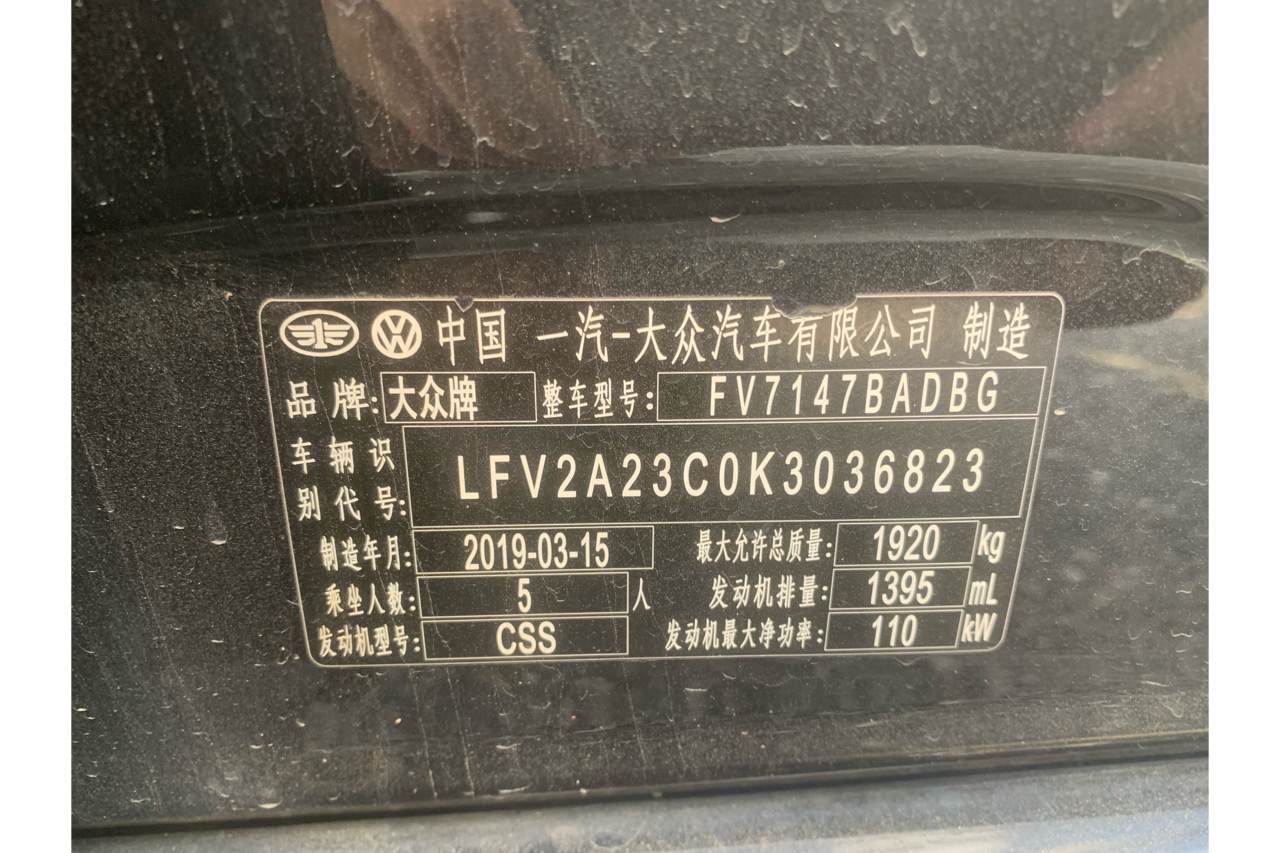 中国 一汽-大众汽车有限公司 制造
品牌: 大众牌 整车型号: FV7147BADBG
车辆识别代号: LFV2A23C0K3036823
制造年月: 2019-03-15 最大允许总质量: 1920 kg
乘坐人数: 5 人 发动机排量: 1395 mL
发动机型号: CSS 发动机最大净功率: 110 kW